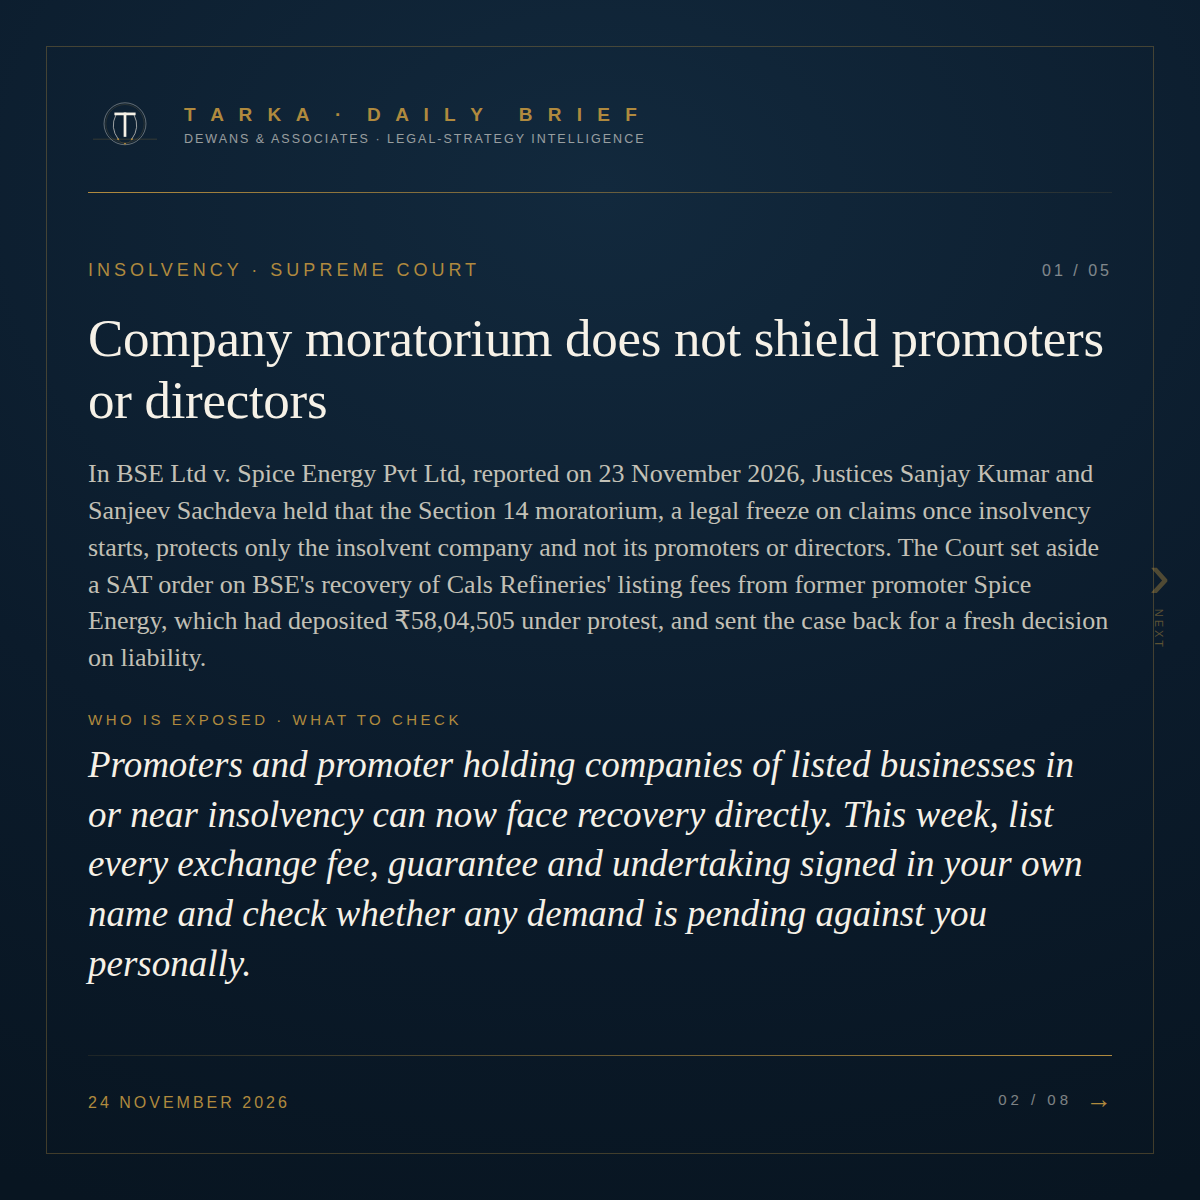 T
TARKA · DAILY BRIEF
DEWANS & ASSOCIATES · LEGAL-STRATEGY INTELLIGENCE
INSOLVENCY · SUPREME COURT
01 / 05
Company moratorium does not shield promoters
or directors
In BSE Ltd v. Spice Energy Pvt Ltd, reported on 23 November 2026, Justices Sanjay Kumar and
Sanjeev Sachdeva held that the Section 14 moratorium, a legal freeze on claims once insolvency
starts, protects only the insolvent company and not its promoters or directors. The Court set aside
a SAT order on BSE's recovery of Cals Refineries' listing fees from former promoter Spice
Energy, which had deposited ₹58,04,505 under protest, and sent the case back for a fresh decision
on liability.
NEXT
WHO IS EXPOSED · WHAT TO CHECK
Promoters and promoter holding companies of listed businesses in
or near insolvency can now face recovery directly. This week, list
every exchange fee, guarantee and undertaking signed in your own
name and check whether any demand is pending against you
personally.
24 NOVEMBER 2026
02 / 08 →